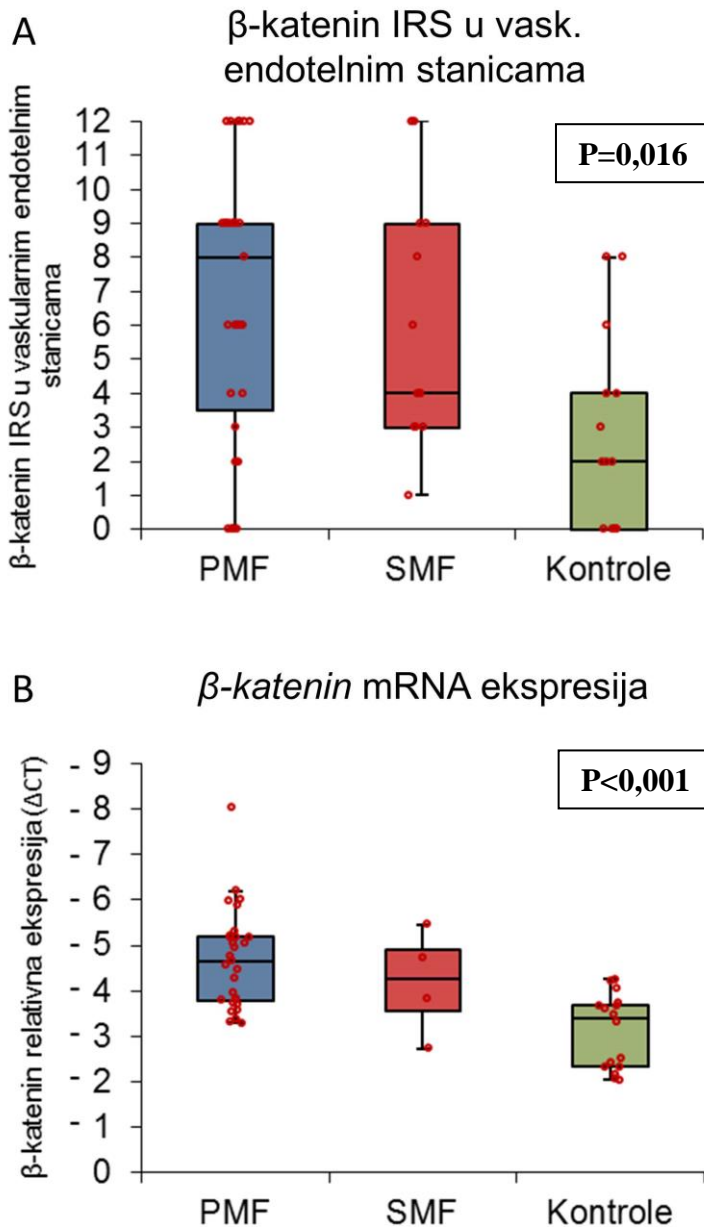 A
β-katenin IRS u vask.
endotelnim stanicama
β-katenin IRS u vaskularnim endotelnim
stanicama
12
11
10
9
8
7
6
5
4
3
2
1
0
P=0,016
PMF
SMF
Kontrole
B
β-katenin mRNA ekspresija
β-katenin relativna ekspresija (ΔCT)
- 9
- 8
- 7
- 6
- 5
- 4
- 3
- 2
- 1
0
P<0,001
PMF
SMF
Kontrole